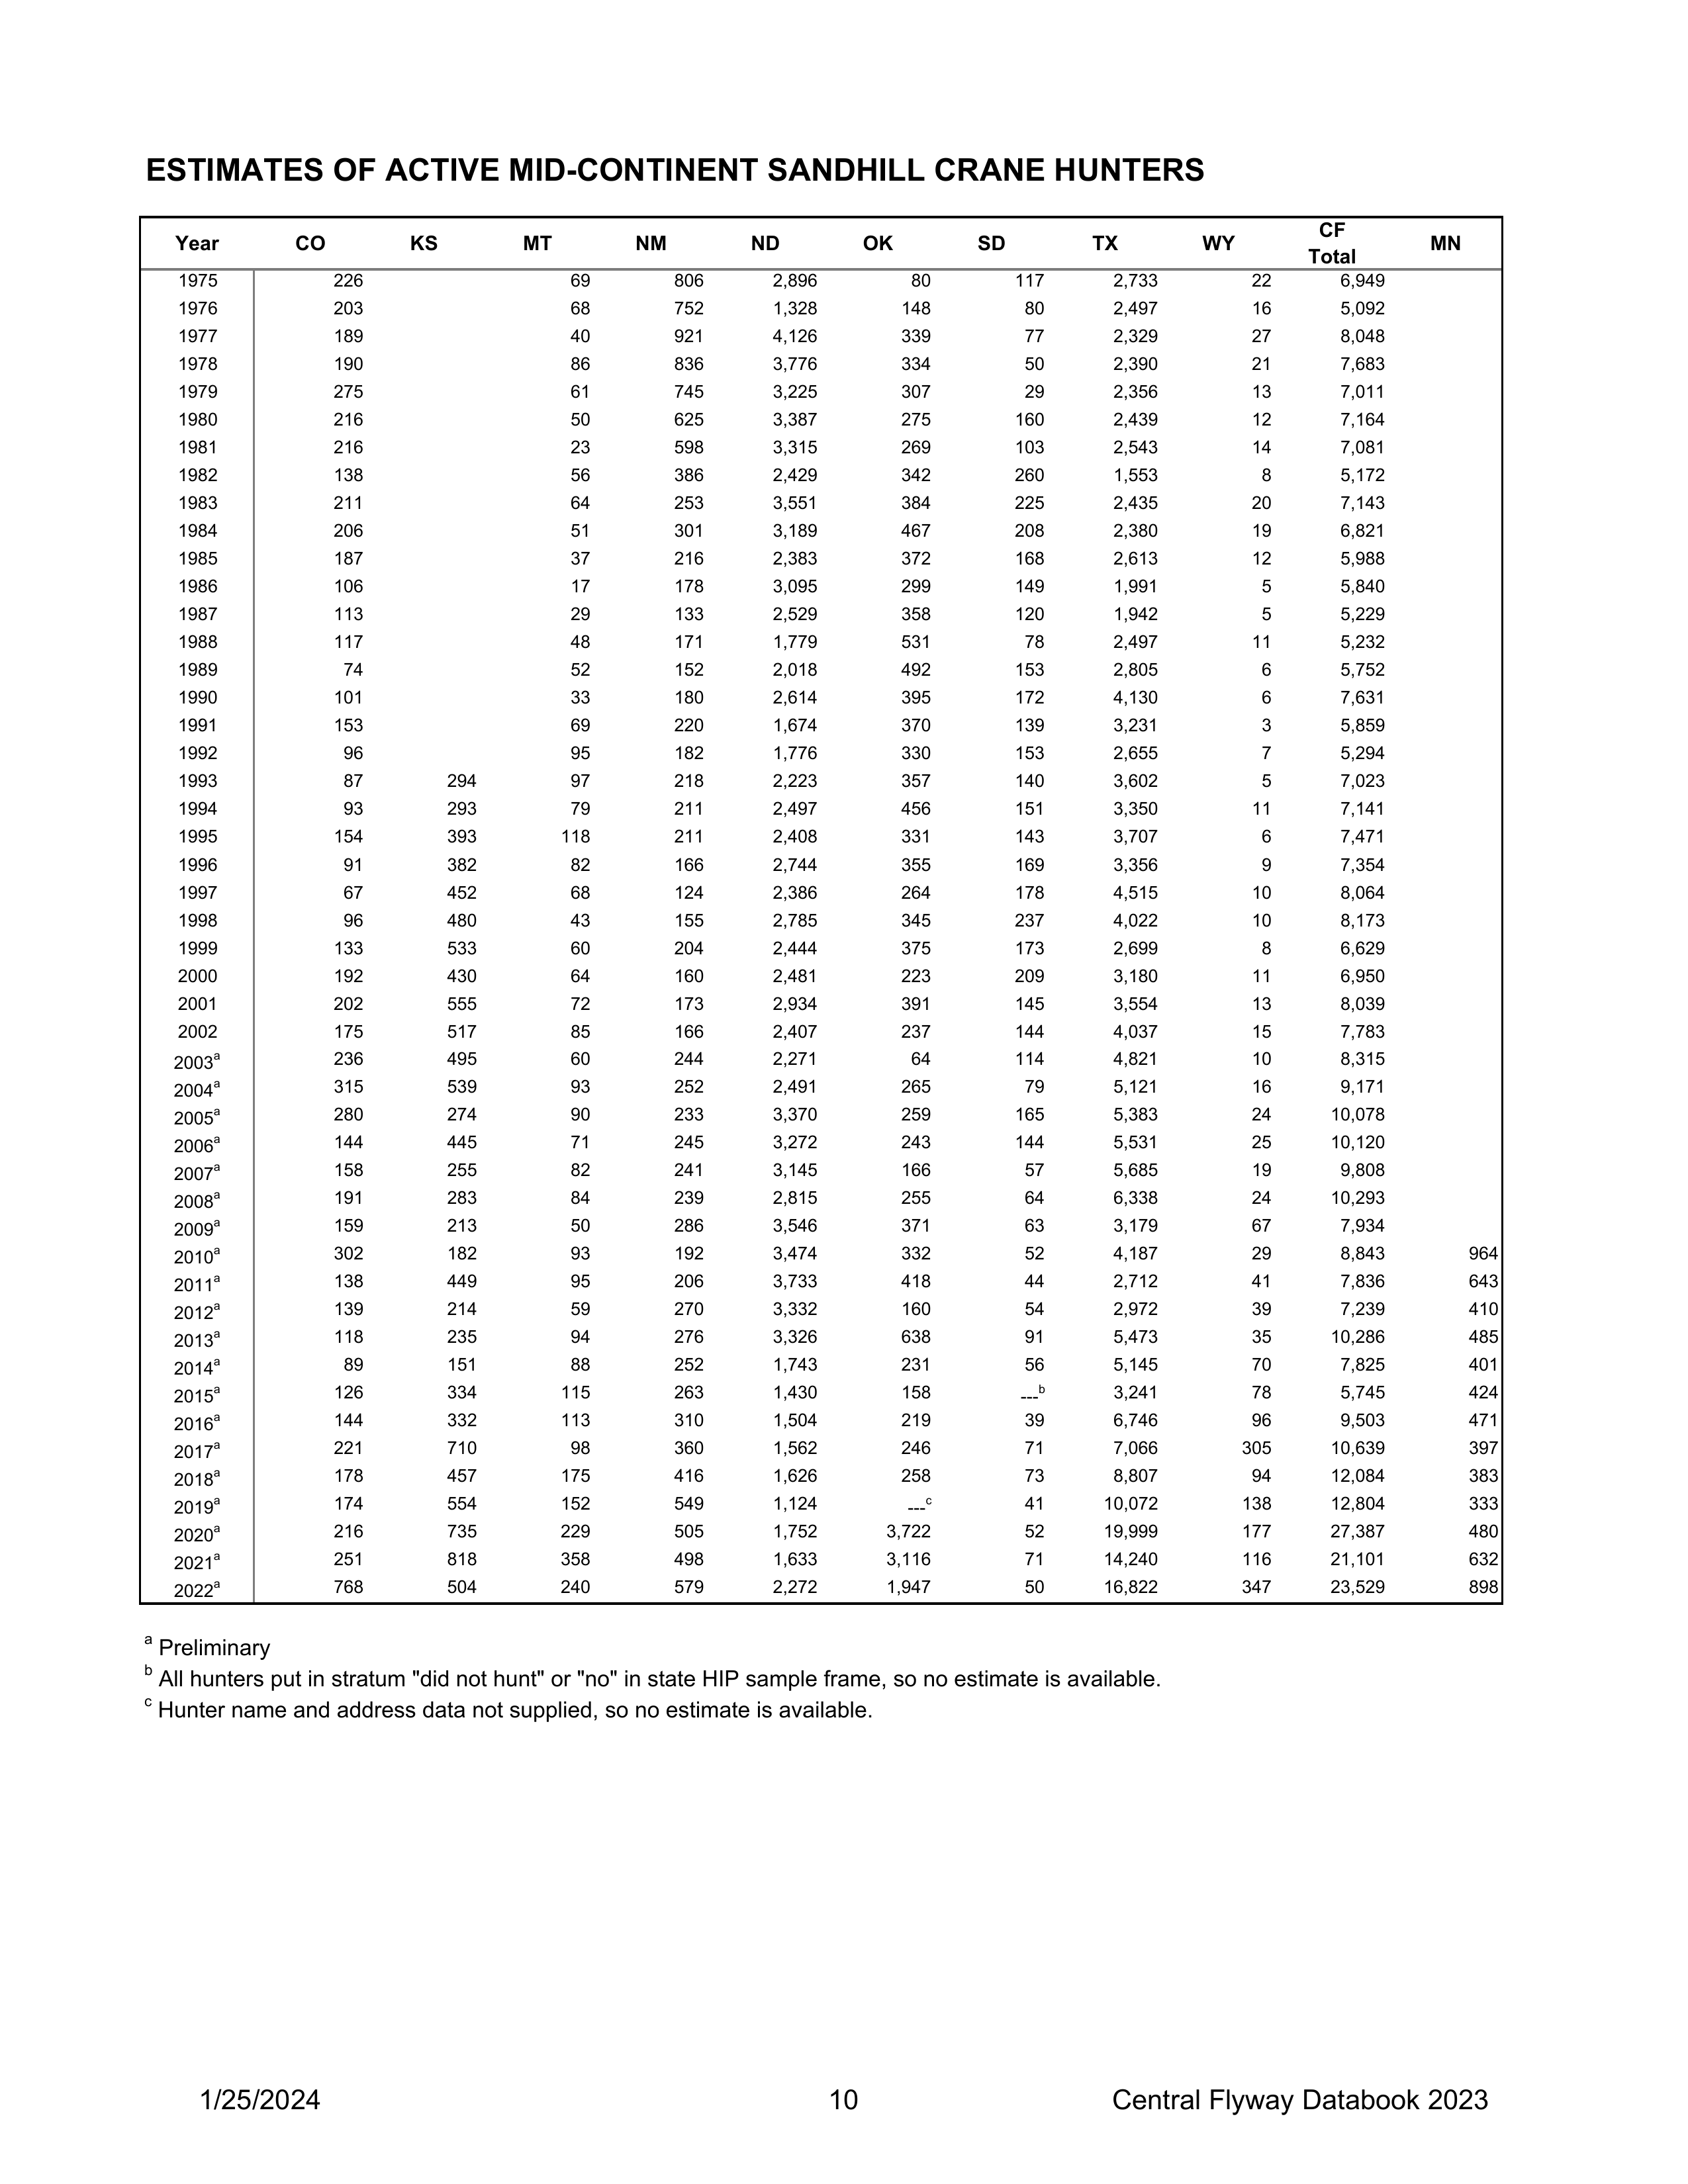 ESTIMATES OF ACTIVE MID-CONTINENT SANDHILL CRANE HUNTERS
Year CO KS MT NM ND OK SD TX WY CF Total MN
1975 226 69 806 2,896 80 117 2,733 22 6,949
1976 203 68 752 1,328 148 80 2,497 16 5,092
1977 189 40 921 4,126 339 77 2,329 27 8,048
1978 190 86 836 3,776 334 50 2,390 21 7,683
1979 275 61 745 3,225 307 29 2,356 13 7,011
1980 216 50 625 3,387 275 160 2,439 12 7,164
1981 216 23 598 3,315 269 103 2,543 14 7,081
1982 138 56 386 2,429 342 260 1,553 8 5,172
1983 211 64 253 3,551 384 225 2,435 20 7,143
1984 206 51 301 3,189 467 208 2,380 19 6,821
1985 187 37 216 2,383 372 168 2,613 12 5,988
1986 106 17 178 3,095 299 149 1,991 5 5,840
1987 113 29 133 2,529 358 120 1,942 5 5,229
1988 117 48 171 1,779 531 78 2,497 11 5,232
1989 74 52 152 2,018 492 153 2,805 6 5,752
1990 101 33 180 2,614 395 172 4,130 6 7,631
1991 153 69 220 1,674 370 139 3,231 3 5,859
1992 96 95 182 1,776 330 153 2,655 7 5,294
1993 87 294 97 218 2,223 357 140 3,602 5 7,023
1994 93 293 79 211 2,497 456 151 3,350 11 7,141
1995 154 393 118 211 2,408 331 143 3,707 6 7,471
1996 91 382 82 166 2,744 355 169 3,356 9 7,354
1997 67 452 68 124 2,386 264 178 4,515 10 8,064
1998 96 480 43 155 2,785 345 237 4,022 10 8,173
1999 133 533 60 204 2,444 375 173 2,699 8 6,629
2000 192 430 64 160 2,481 223 209 3,180 11 6,950
2001 202 555 72 173 2,934 391 145 3,554 13 8,039
2002 175 517 85 166 2,407 237 144 4,037 15 7,783
2003a 236 495 60 244 2,271 64 114 4,821 10 8,315
2004a 315 539 93 252 2,491 265 79 5,121 16 9,171
2005a 280 274 90 233 3,370 259 165 5,383 24 10,078
2006a 144 445 71 245 3,272 243 144 5,531 25 10,120
2007a 158 255 82 241 3,145 166 57 5,685 19 9,808
2008a 191 283 84 239 2,815 255 64 6,338 24 10,293
2009a 159 213 50 286 3,546 371 63 3,179 67 7,934
2010a 302 182 93 192 3,474 332 52 4,187 29 8,843 964
2011a 138 449 95 206 3,733 418 44 2,712 41 7,836 643
2012a 139 214 59 270 3,332 160 54 2,972 39 7,239 410
2013a 118 235 94 276 3,326 638 91 5,473 35 10,286 485
2014a 89 151 88 252 1,743 231 56 5,145 70 7,825 401
2015a 126 334 115 263 1,430 158 ---b 3,241 78 5,745 424
2016a 144 332 113 310 1,504 219 39 6,746 96 9,503 471
2017a 221 710 98 360 1,562 246 71 7,066 305 10,639 397
2018a 178 457 175 416 1,626 258 73 8,807 94 12,084 383
2019a 174 554 152 549 1,124 ---c 41 10,072 138 12,804 333
2020a 216 735 229 505 1,752 3,722 52 19,999 177 27,387 480
2021a 251 818 358 498 1,633 3,116 71 14,240 116 21,101 632
2022a 768 504 240 579 2,272 1,947 50 16,822 347 23,529 898
a Preliminary
b All hunters put in stratum "did not hunt" or "no" in state HIP sample frame, so no estimate is available.
c Hunter name and address data not supplied, so no estimate is available.
1/25/2024 10 Central Flyway Databook 2023